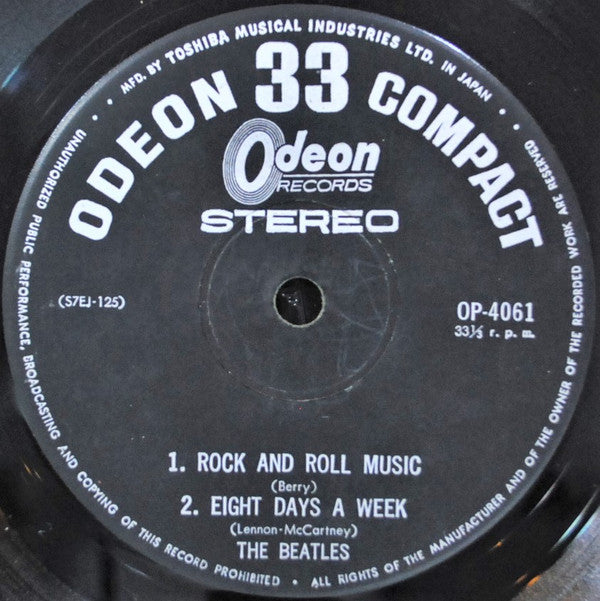 MFD. BY TOSHIBA MUSICAL INDUSTRIES LTD. IN JAPAN
ODEON 33 COMPACT
Odeon
RECORDS
STEREO
(S7EJ-125)
OP-4061
33⅓ r. p. m.
1. ROCK AND ROLL MUSIC
(Berry)
2. EIGHT DAYS A WEEK
(Lennon-McCartney)
THE BEATLES
• UNAUTHORIZED PUBLIC PERFORMANCE, BROADCASTING AND COPYING OF THIS RECORD PROHIBITED • ALL RIGHTS OF THE MANUFACTURER AND OF THE OWNER OF THE RECORDED WORK ARE RESERVED •